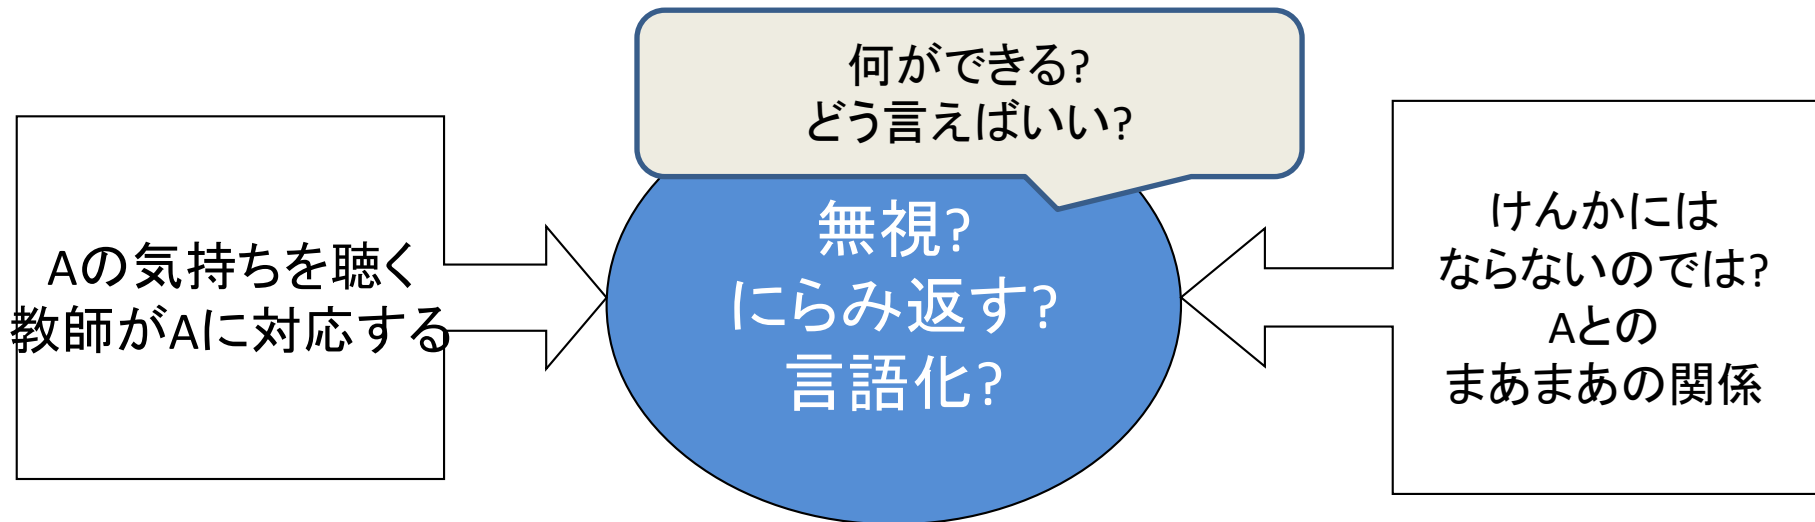 何ができる?
どう言えばいい?
Aの気持ちを聴く
教師がAに対応する
無視?
にらみ返す?
言語化?
けんかには
ならないのでは?
Aとの
まあまあの関係